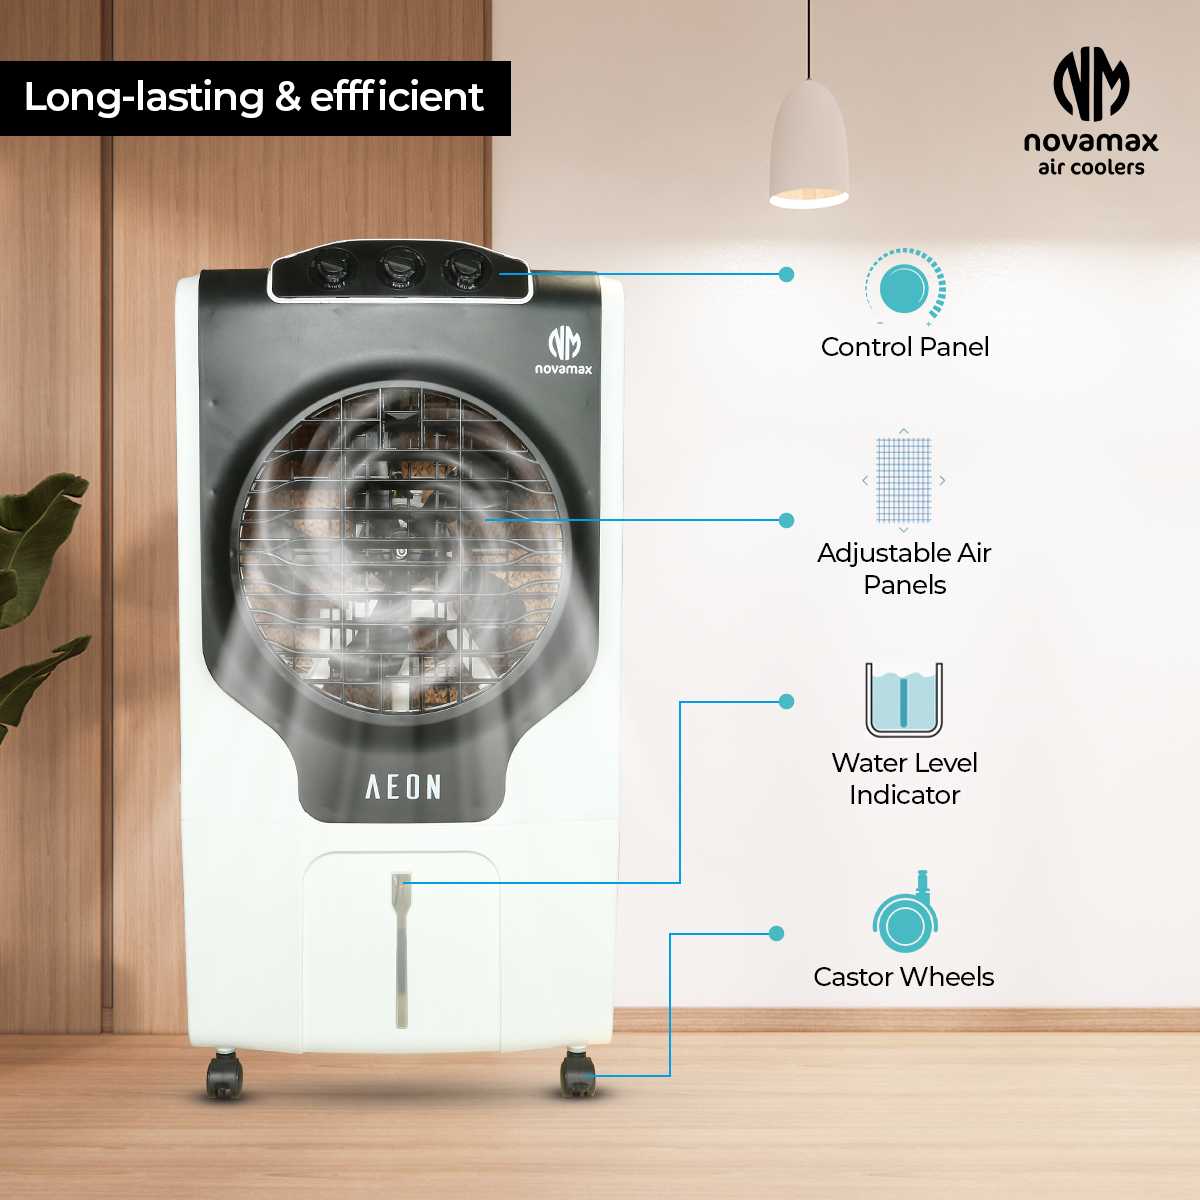 Long-lasting & effficient
NM
novamax
air coolers
Control Panel
NM
novamax
Adjustable Air
Panels
Water Level
Indicator
AEON
Castor Wheels